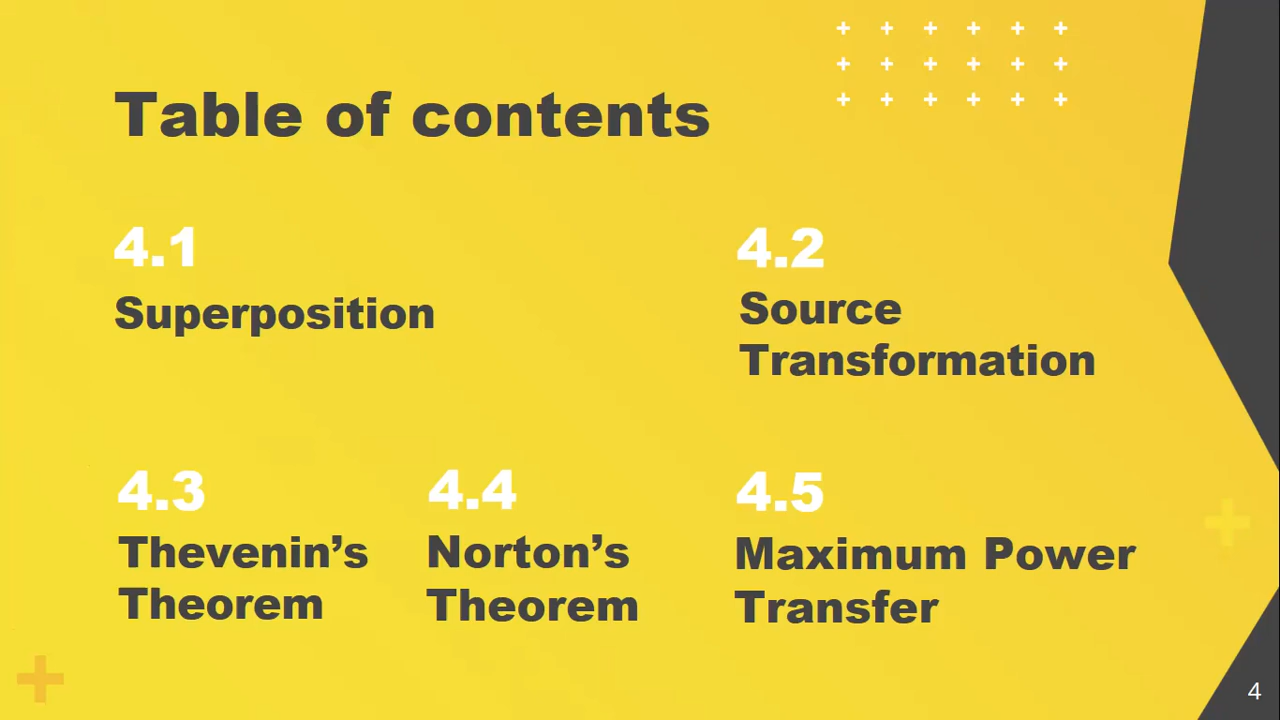 Table of contents
4.1
Superposition
4.2
Source
Transformation
4.3
Thevenin’s
Theorem
4.4
Norton’s
Theorem
4.5
Maximum Power
Transfer
4